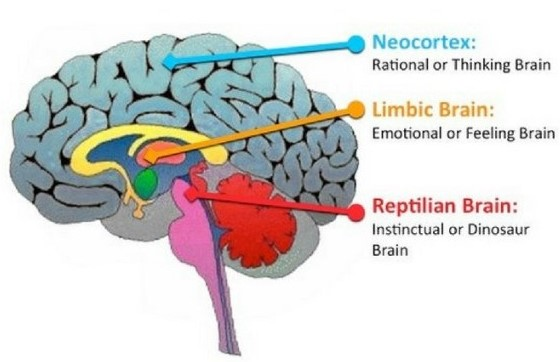 Neocortex:
Rational or Thinking Brain
Limbic Brain:
Emotional or Feeling Brain
Reptilian Brain:
Instinctual or Dinosaur
Brain